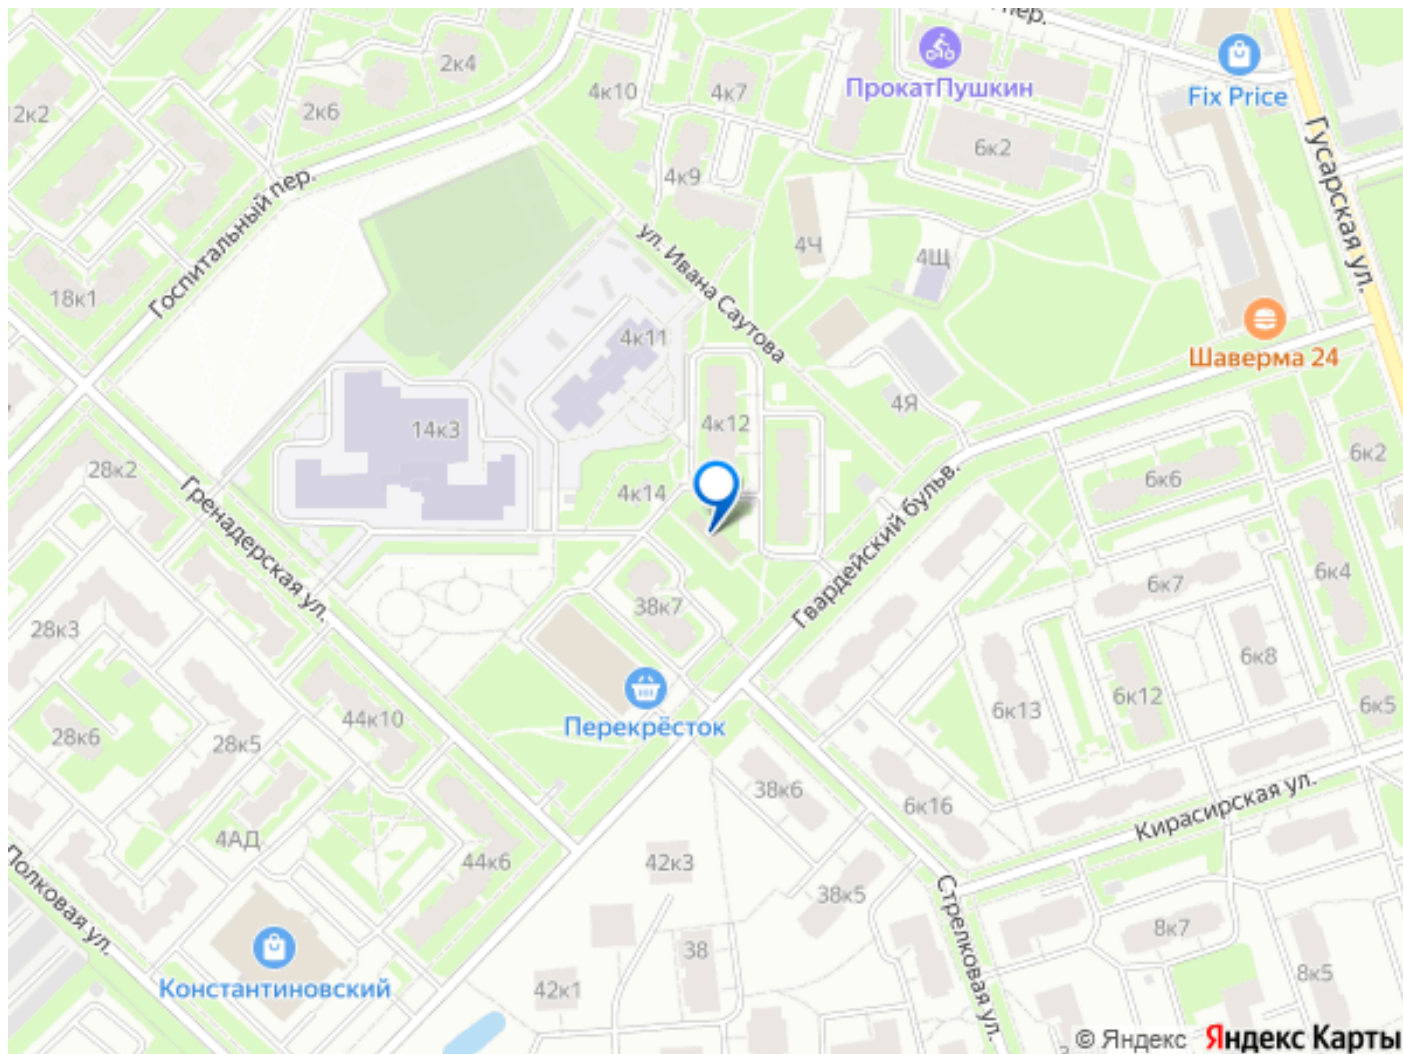 пер.
2к4
Fix Price
4к10
4к7
ПрокатПушкин
2к6
2к2
6к2
Гусарская ул.
4к9
Госпитальный пер.
ул. Ивана Саутова
4Ч
4Щ
18к1
4к11
Шаверма 24
4Я
4к12
14к3
6к2
28к2
6к6
4к14
Гренадерская ул.
Гвардейский бульв.
6к4
6к7
38к7
28к3
6к8
6к12
6к13
6к5
44к10
Перекрёсток
28к6
28к5
38к6
6к16
Кирасирская ул.
4АД
44к6
42к3
38к5
Полковая ул.
Стрелковая ул.
8к7
38
8к5
Константиновский
42к1
© Яндекс Яндекс Карты